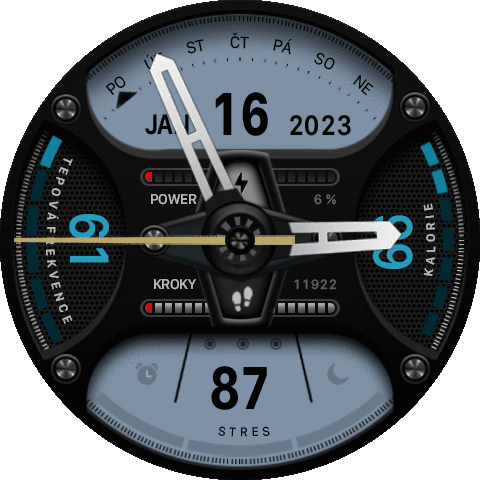 PO ÚT ST ČT PÁ SO NE
JAN 16 2023
POWER 6 %
TEPOVÁ FREKVENCE
61
KALORIE
KROKY 11922
87
STRES